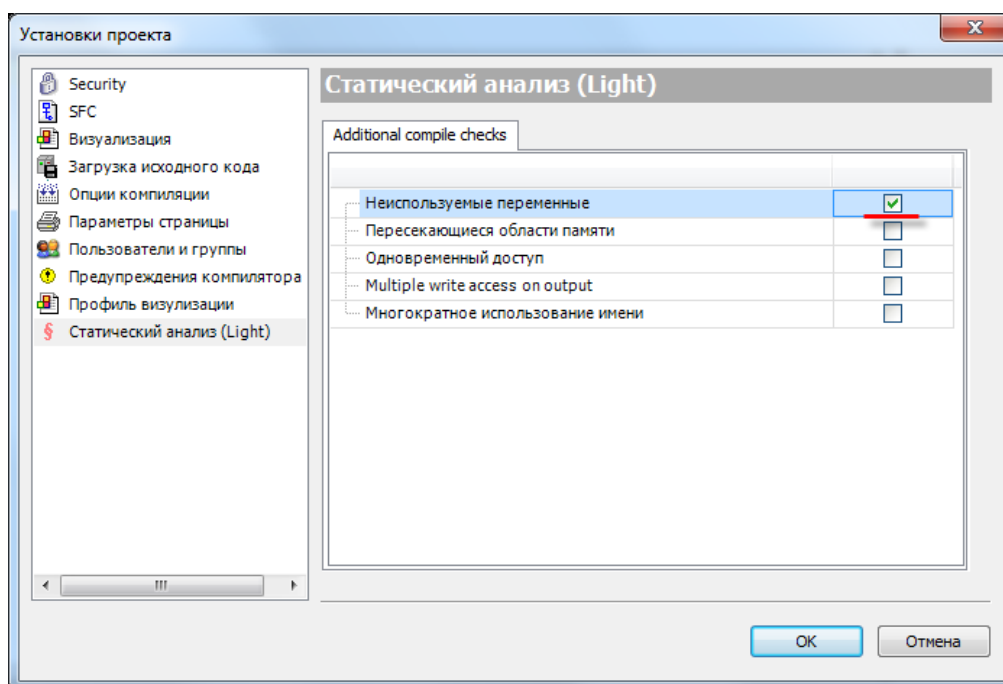 Установки проекта
Security
SFC
Визуализация
Загрузка исходного кода
Опции компиляции
Параметры страницы
Пользователи и группы
Предупреждения компилятора
Профиль визулизации
Статический анализ (Light)
Статический анализ (Light)
Additional compile checks
Неиспользуемые переменные
Пересекающиеся области памяти
Одновременный доступ
Multiple write access on output
Многократное использование имени
OK
Отмена